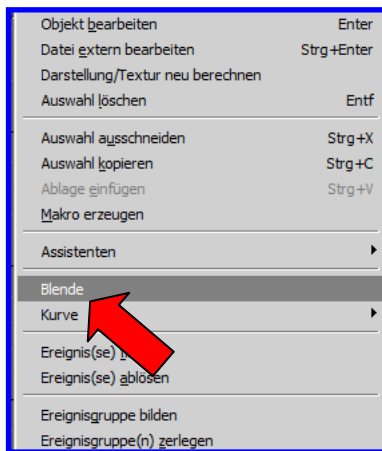 Objekt bearbeiten Enter
Datei extern bearbeiten Strg+Enter
Darstellung/Textur neu berechnen
Auswahl löschen Entf
Auswahl ausschneiden Strg+X
Auswahl kopieren Strg+C
Ablage einfügen Strg+V
Makro erzeugen
Assistenten
Blende
Kurve
Ereignis(se)
Ereignis(se) ablösen
Ereignisgruppe bilden
Ereignisgruppe(n) zerlegen